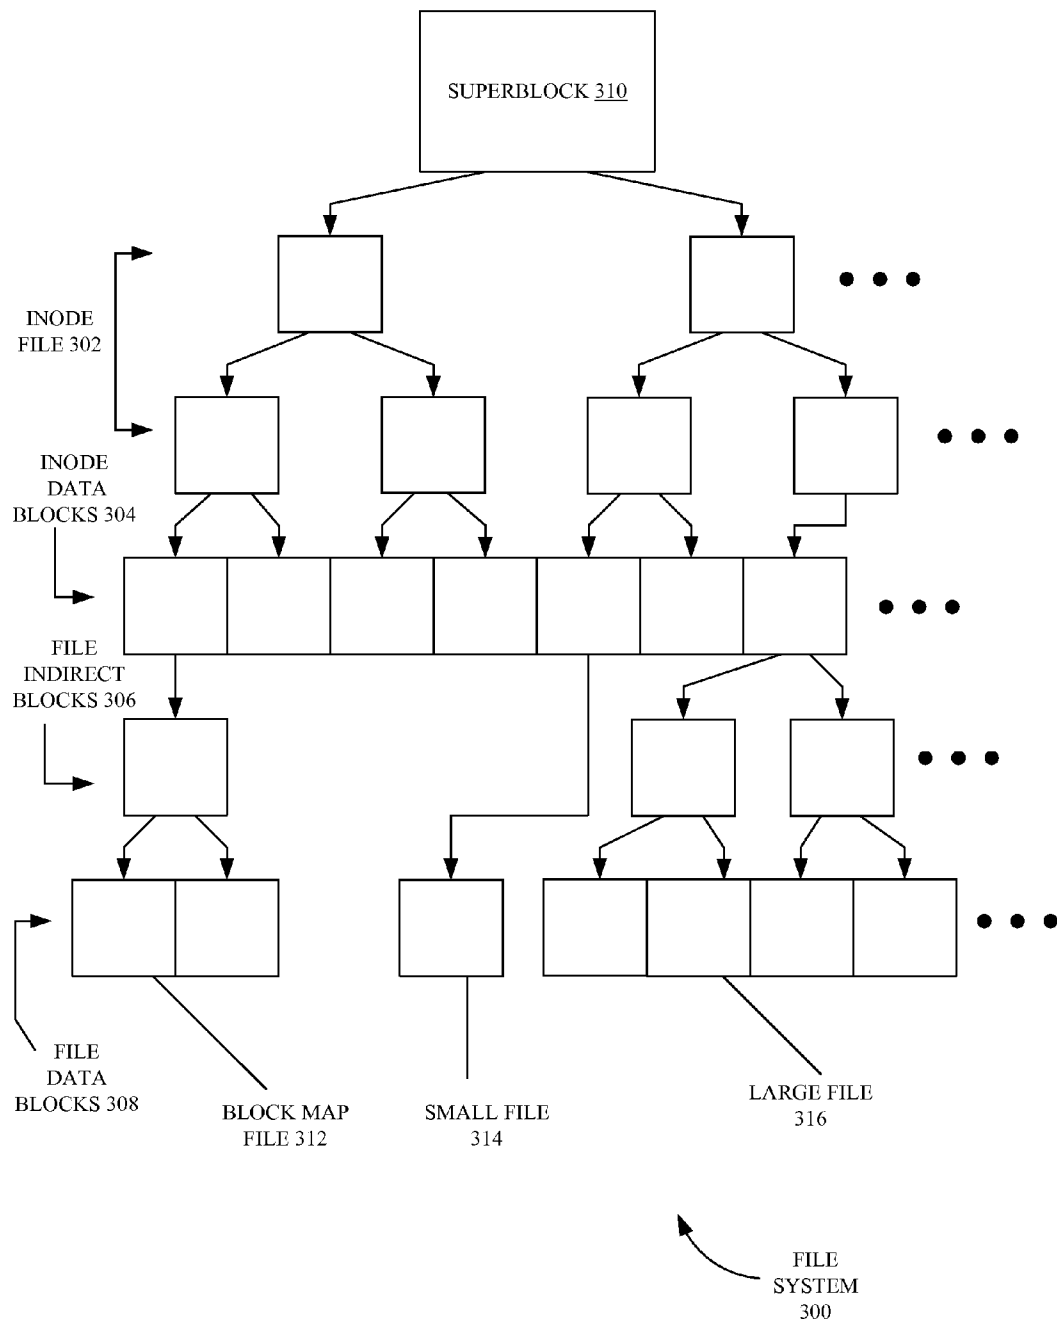 SUPERBLOCK 310
INODE
FILE 302
INODE
DATA
BLOCKS 304
FILE
INDIRECT
BLOCKS 306
FILE
DATA
BLOCKS 308
BLOCK MAP
FILE 312
SMALL FILE
314
LARGE FILE
316
FILE
SYSTEM
300